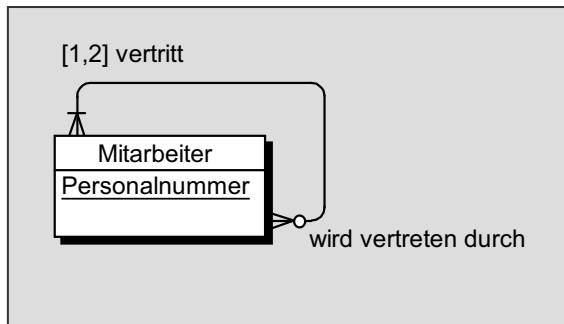 [1,2] vertritt
Mitarbeiter
Personalnummer
wird vertreten durch